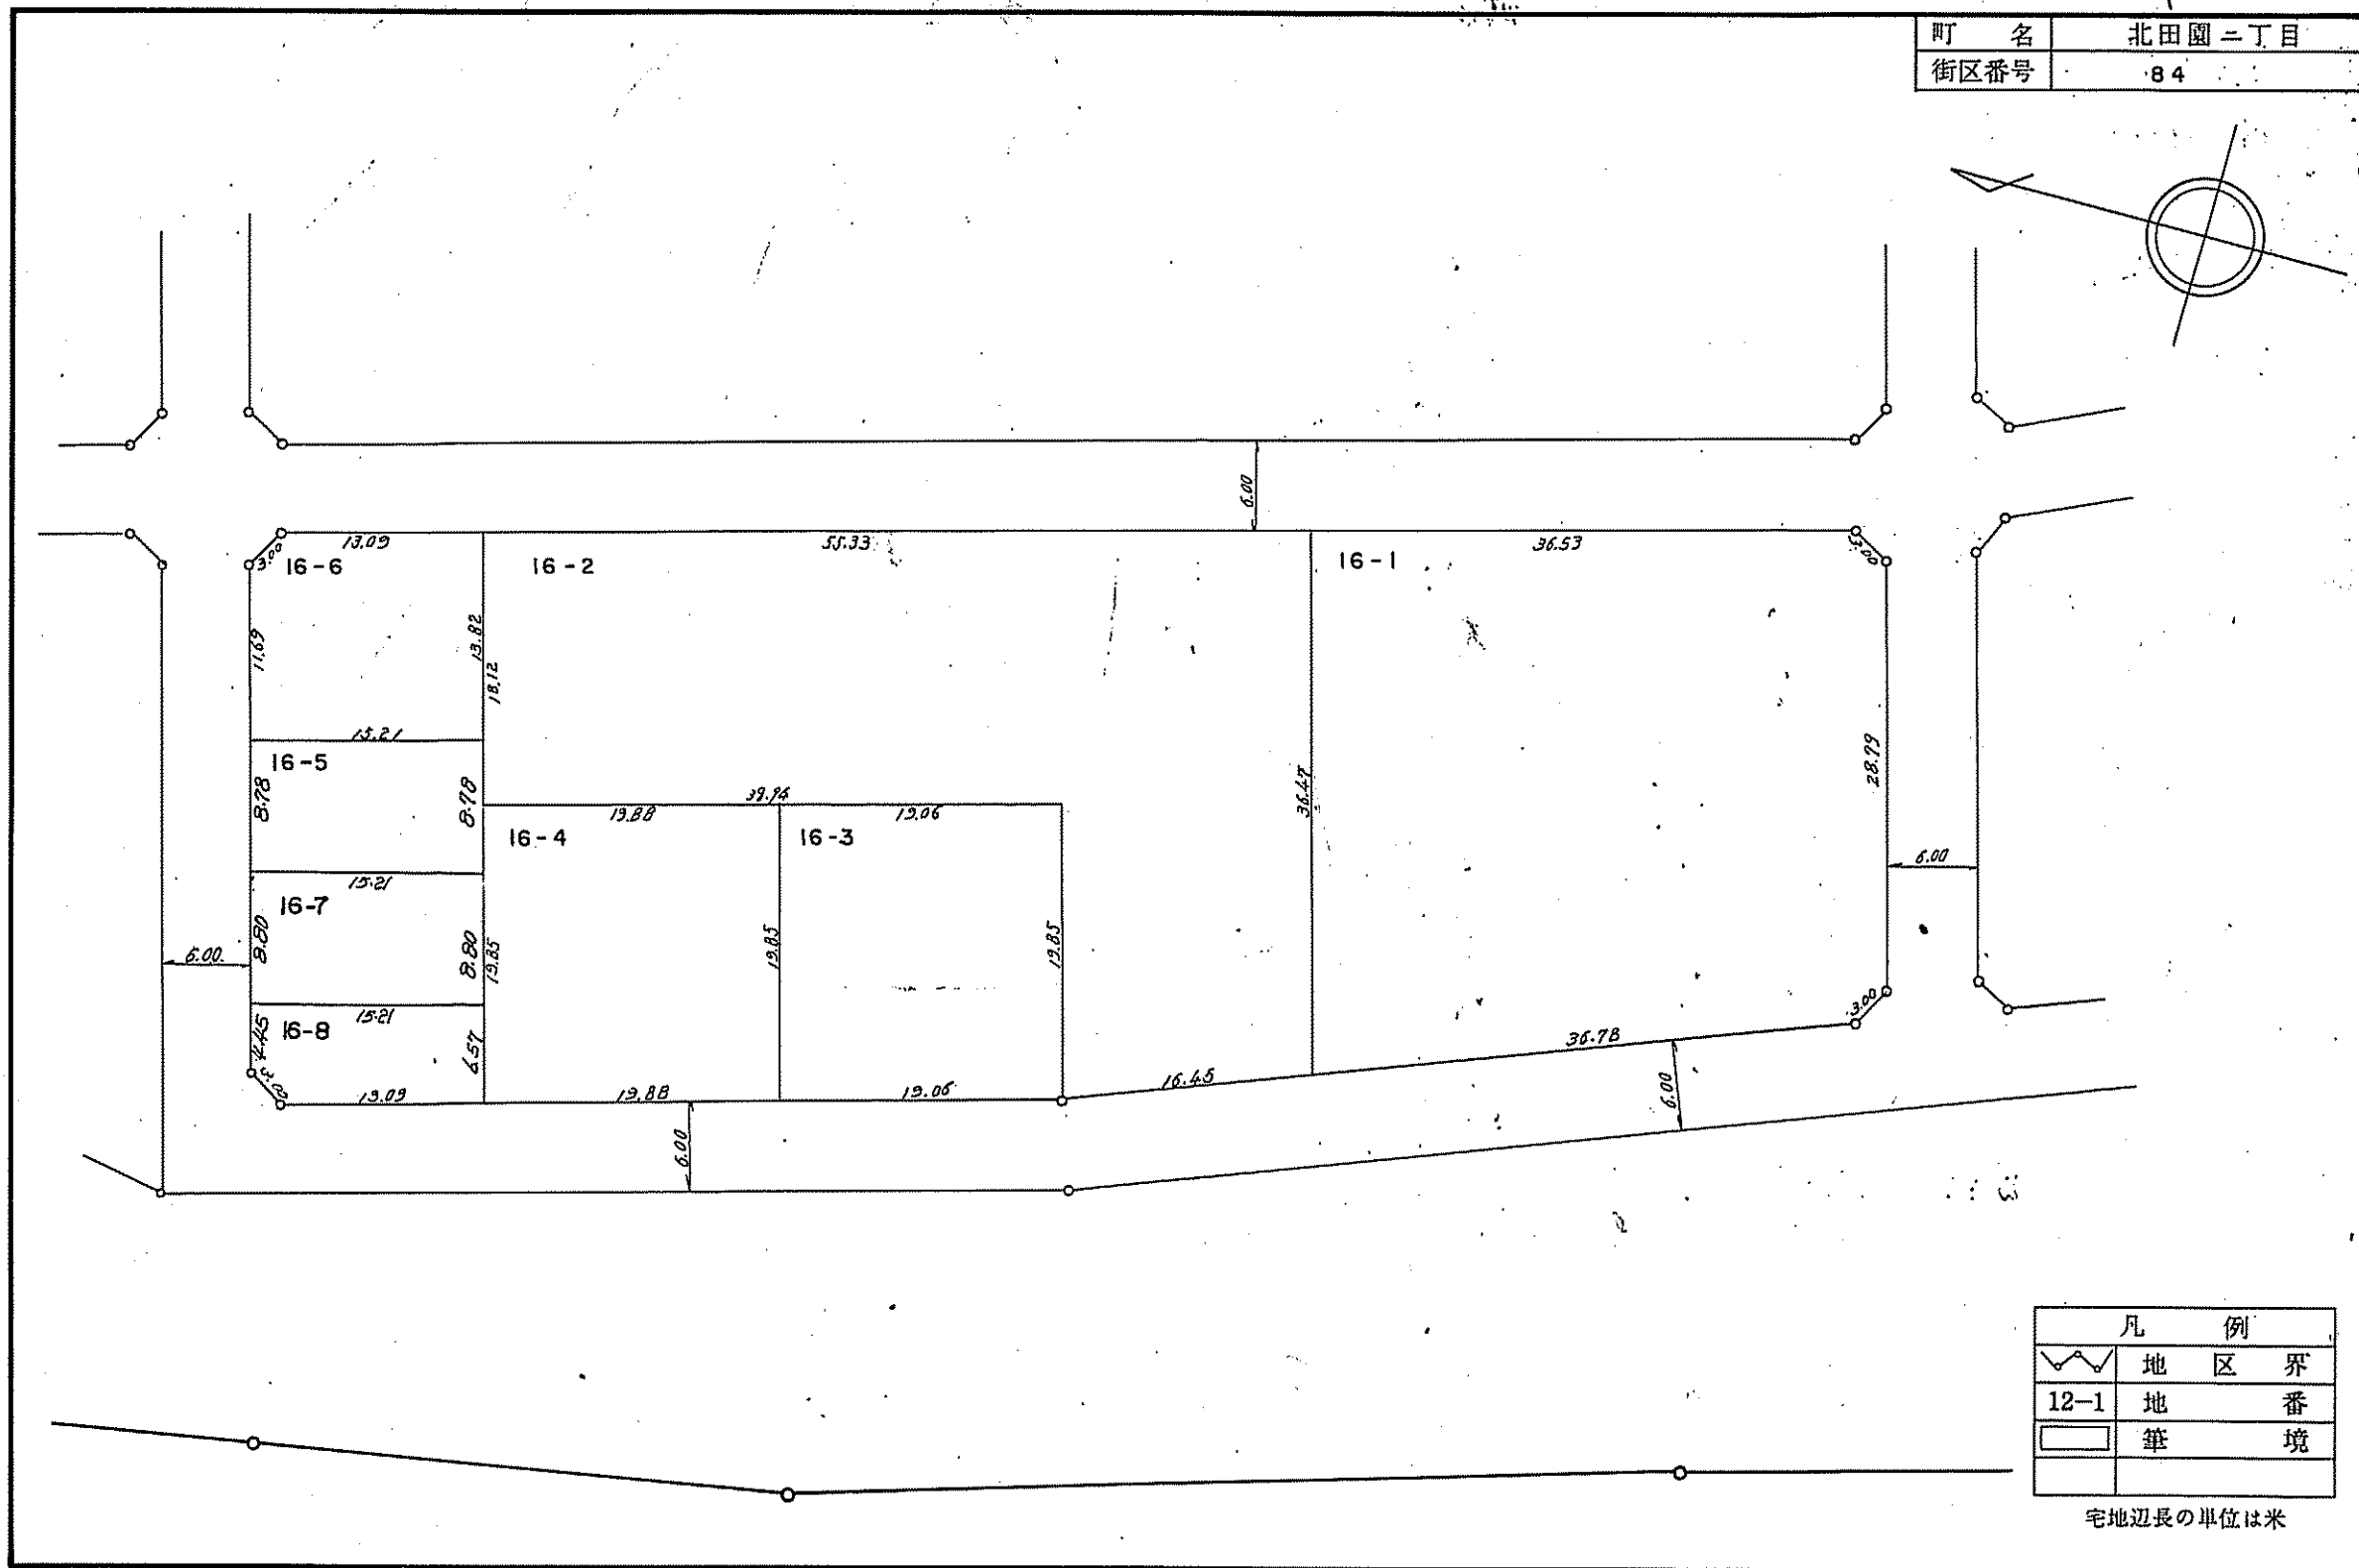 町 名 北田園二丁目
街区番号 84
6.00
13.09 55.33 36.53
3.00 3.00
16-6 16-2 16-1
11.69 13.82
18.12
15.21
16-5
28.79
8.78 8.78 36.47
39.94
19.88 19.06
16-4 16-3
6.00
15.21
16-7
8.80 8.80 19.85 19.85 19.85
6.00
15.21
16-8
4.45 6.57
3.00 3.00
36.78
16.45
13.09 19.88 19.06
6.00 6.00
凡 例
地区界
12-1 地番
筆境
宅地辺長の単位は米